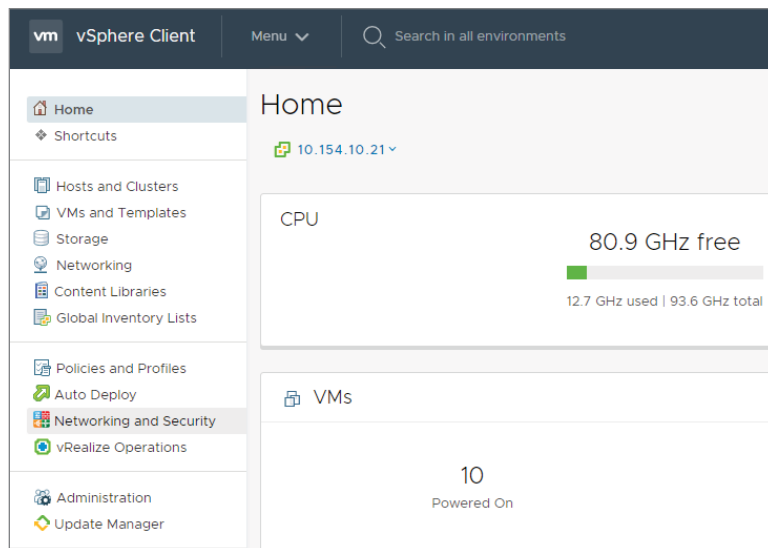 vm vSphere Client Menu Search in all environments
Home
Shortcuts
Hosts and Clusters
VMs and Templates
Storage
Networking
Content Libraries
Global Inventory Lists
Policies and Profiles
Auto Deploy
Networking and Security
vRealize Operations
Administration
Update Manager
Home
10.154.10.21
CPU
80.9 GHz free
12.7 GHz used | 93.6 GHz total
VMs
10
Powered On